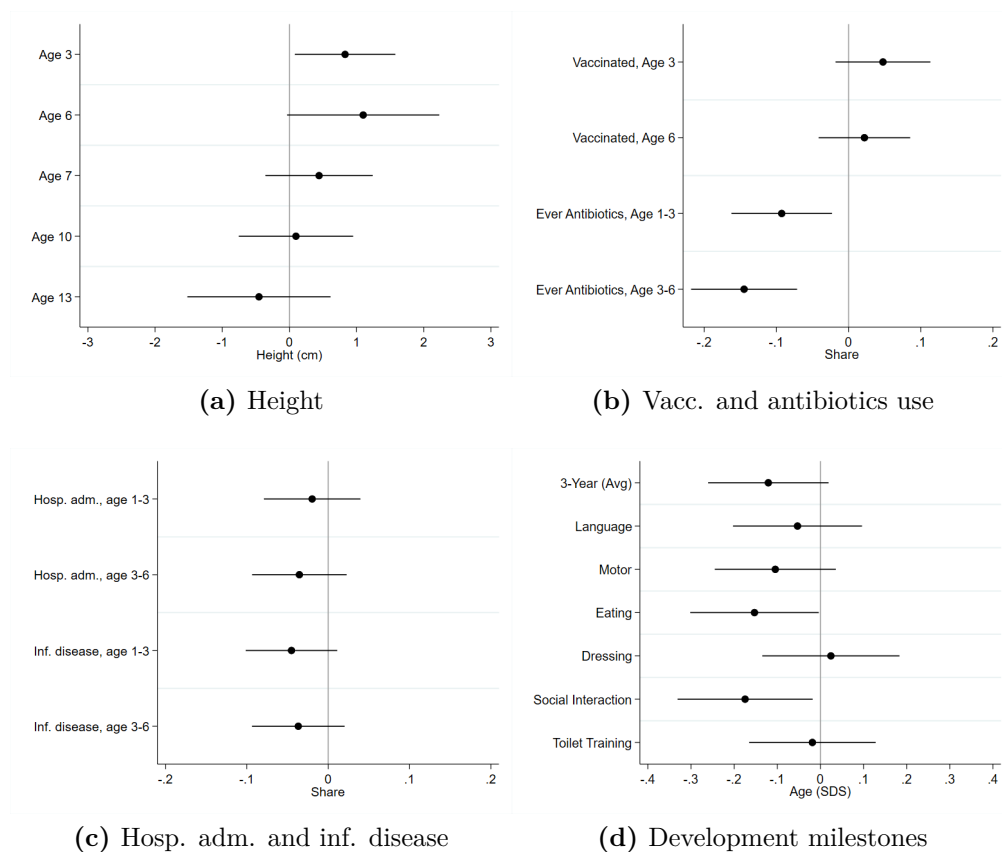 Age 3
Age 6
Age 7
Age 10
Age 13
-3 -2 -1 0 1 2 3
Height (cm)
(a) Height
Vaccinated, Age 3
Vaccinated, Age 6
Ever Antibiotics, Age 1-3
Ever Antibiotics, Age 3-6
-.2 -.1 0 .1 .2
Share
(b) Vacc. and antibiotics use
Hosp. adm., age 1-3
Hosp. adm., age 3-6
Inf. disease, age 1-3
Inf. disease, age 3-6
-.2 -.1 0 .1 .2
Share
(c) Hosp. adm. and inf. disease
3-Year (Avg)
Language
Motor
Eating
Dressing
Social Interaction
Toilet Training
-.4 -.3 -.2 -.1 0 .1 .2 .3 .4
Age (SDS)
(d) Development milestones